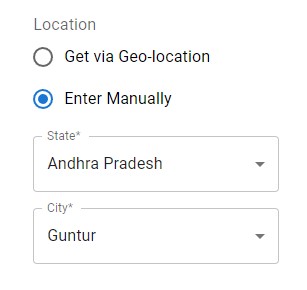 Location
Get via Geo-location
Enter Manually
State*
Andhra Pradesh
City*
Guntur